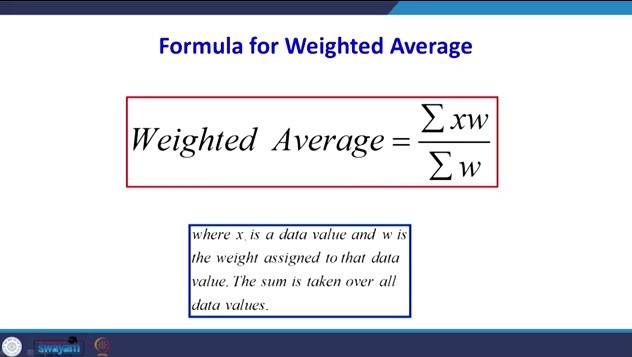 Formula for Weighted Average
Weighted Average = ∑ xw / ∑ w
where x is a data value and w is
the weight assigned to that data
value. The sum is taken over all
data values.
swayam